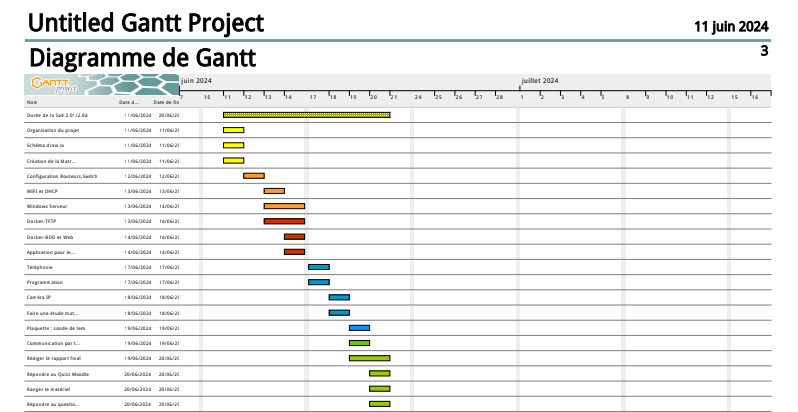 Untitled Gantt Project
11 juin 2024
Diagramme de Gantt
3
GANTT project
juin 2024 juillet 2024
7 10 11 12 13 14 17 18 19 20 21 24 25 26 27 28 1 2 3 4 5 8 9 10 11 12 15 16
Nom Date d... Date de fin
Durée de la Saé 2.03/2.04 11/06/2024 20/06/20
Organisation du projet 11/06/2024 11/06/20
Schéma draw.io 11/06/2024 11/06/20
Création de la Matr... 11/06/2024 11/06/20
Configuration Routeurs,Switch 12/06/2024 12/06/20
WIFI et DHCP 13/06/2024 13/06/20
Windows Serveur 13/06/2024 14/06/20
Docker-TFTP 13/06/2024 14/06/20
Docker-BDD et Web 14/06/2024 14/06/20
Application pour le... 14/06/2024 14/06/20
Téléphonie 17/06/2024 17/06/20
Programmation 17/06/2024 17/06/20
Caméra IP 18/06/2024 18/06/20
Faire une étude mat... 18/06/2024 18/06/20
Plaquette : sonde de tem 19/06/2024 19/06/20
Communication par t... 19/06/2024 19/06/20
Rédiger le rapport final 19/06/2024 20/06/20
Répondre au Quizz Moodle 20/06/2024 20/06/20
Ranger le matériel 20/06/2024 20/06/20
Répondre au questio... 20/06/2024 20/06/20